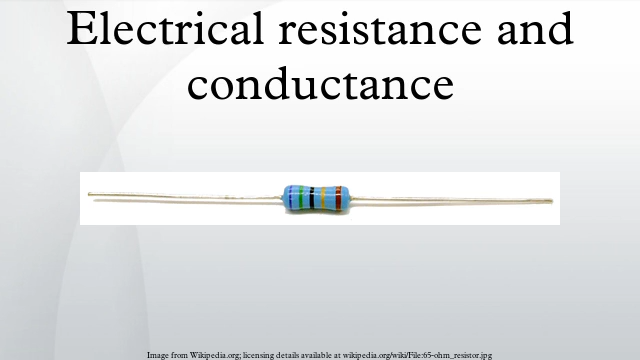 Electrical resistance and
conductance
Image from Wikipedia.org; licensing details available at wikipedia.org/wiki/File:65-ohm_resistor.jpg